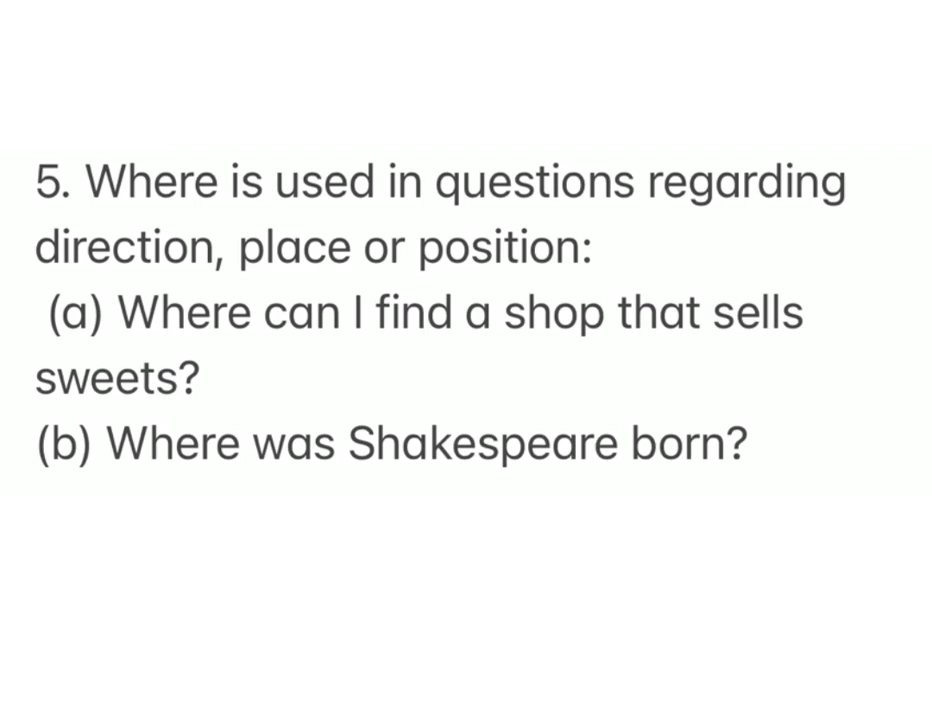 5. Where is used in questions regarding
direction, place or position:
(a) Where can I find a shop that sells
sweets?
(b) Where was Shakespeare born?